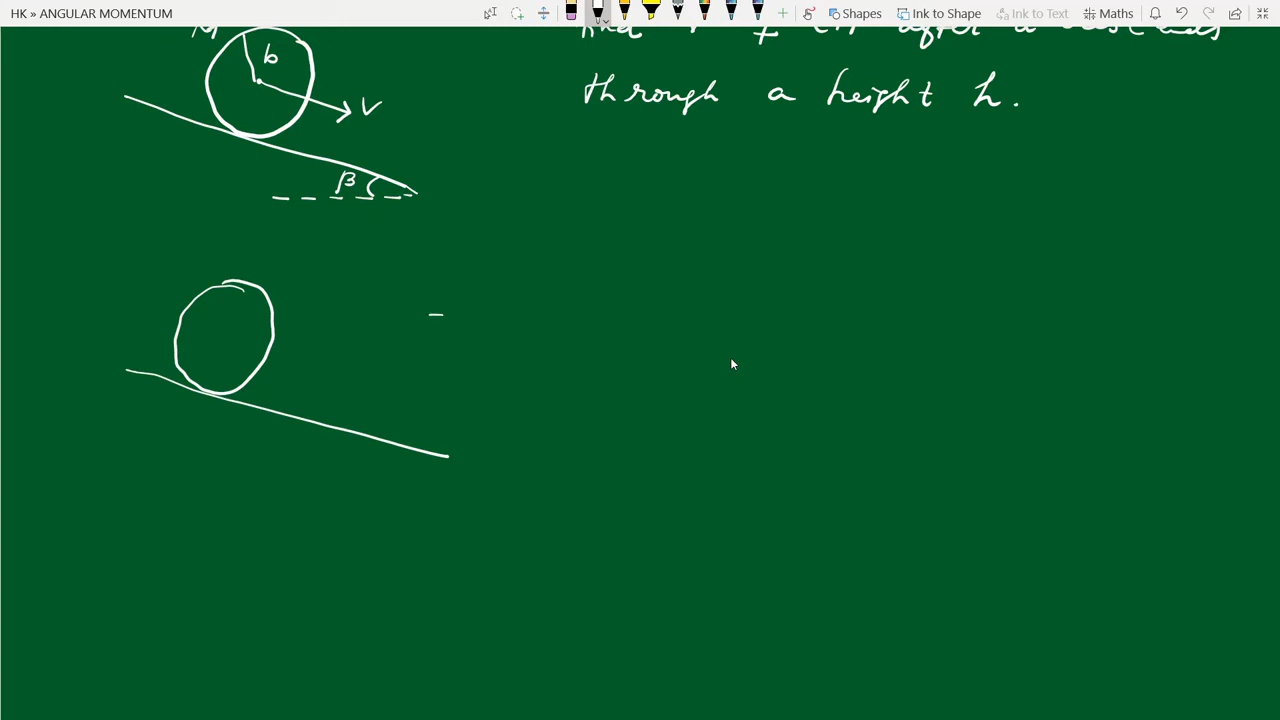 HK » ANGULAR MOMENTUM
Shapes Ink to Shape Ink to Text Maths
M
b
V
β
through a height h.